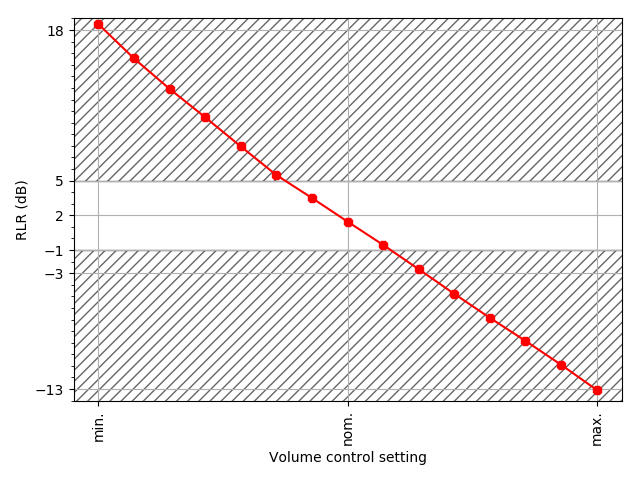 18
5
2
−1
−3
−13
RLR (dB)
min.
nom.
max.
Volume control setting